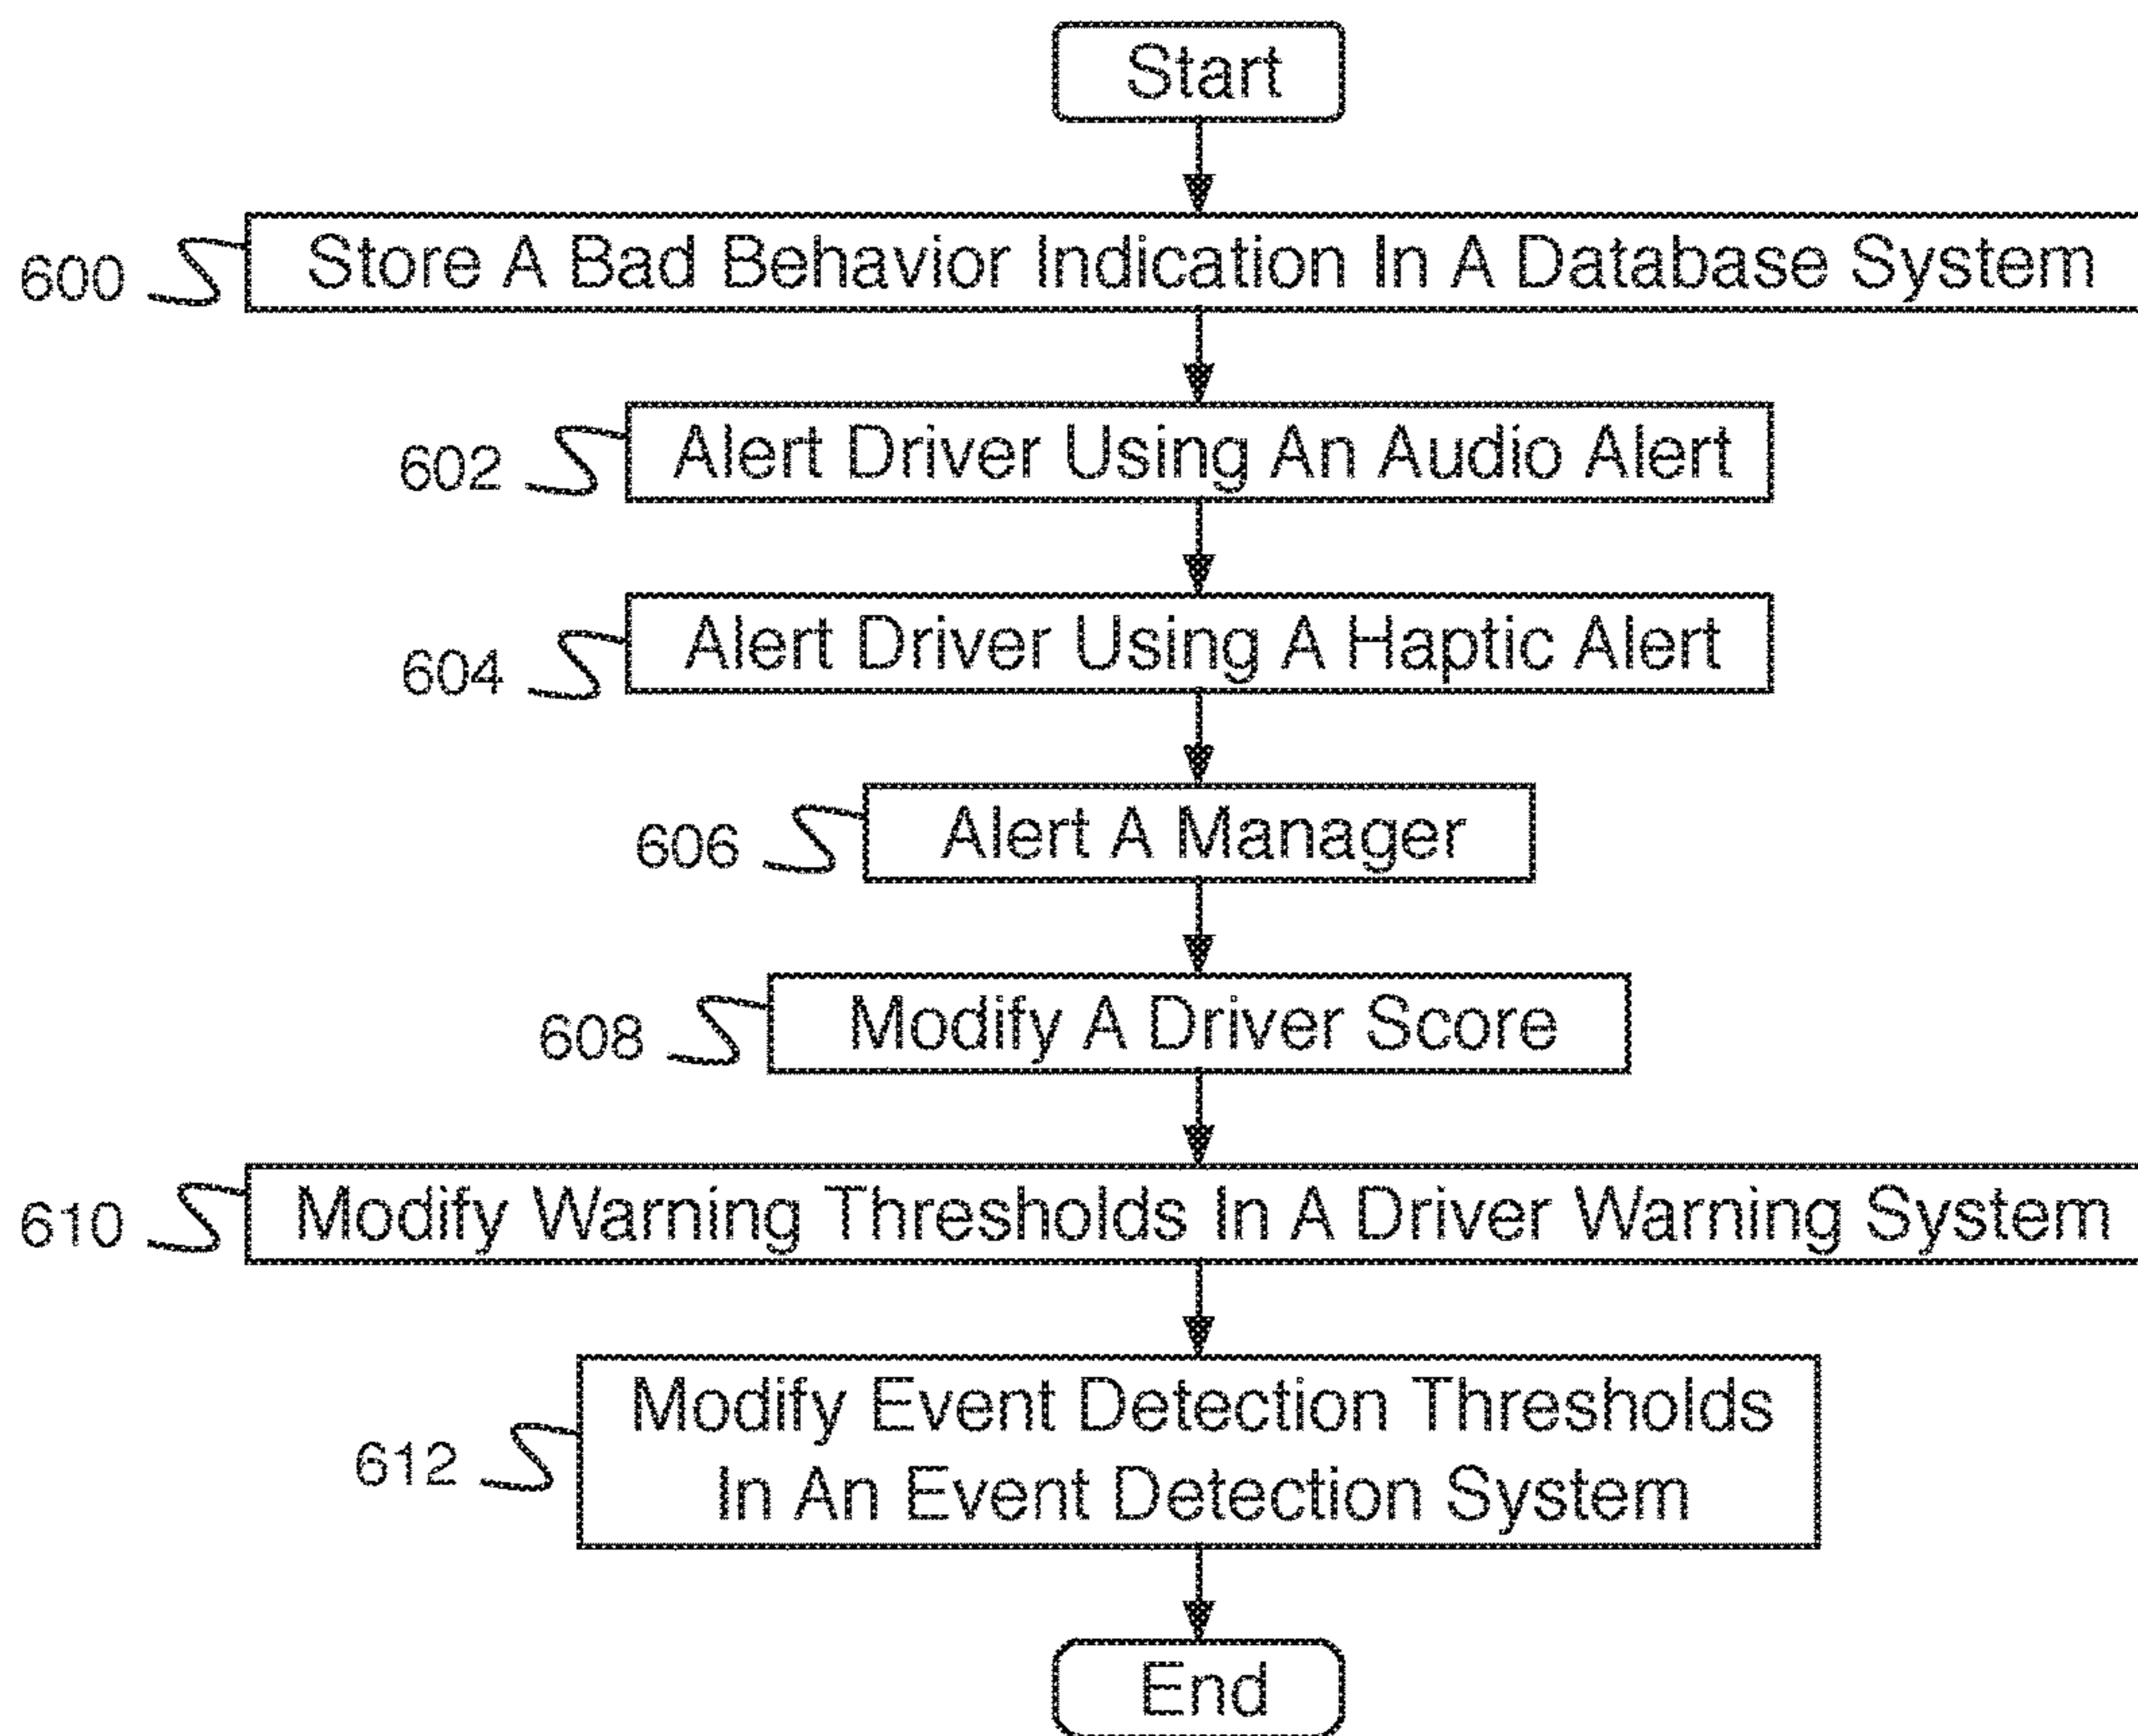 Start
600 Store A Bad Behavior Indication In A Database System
602 Alert Driver Using An Audio Alert
604 Alert Driver Using A Haptic Alert
606 Alert A Manager
608 Modify A Driver Score
610 Modify Warning Thresholds In A Driver Warning System
Modify Event Detection Thresholds
612 In An Event Detection System
End